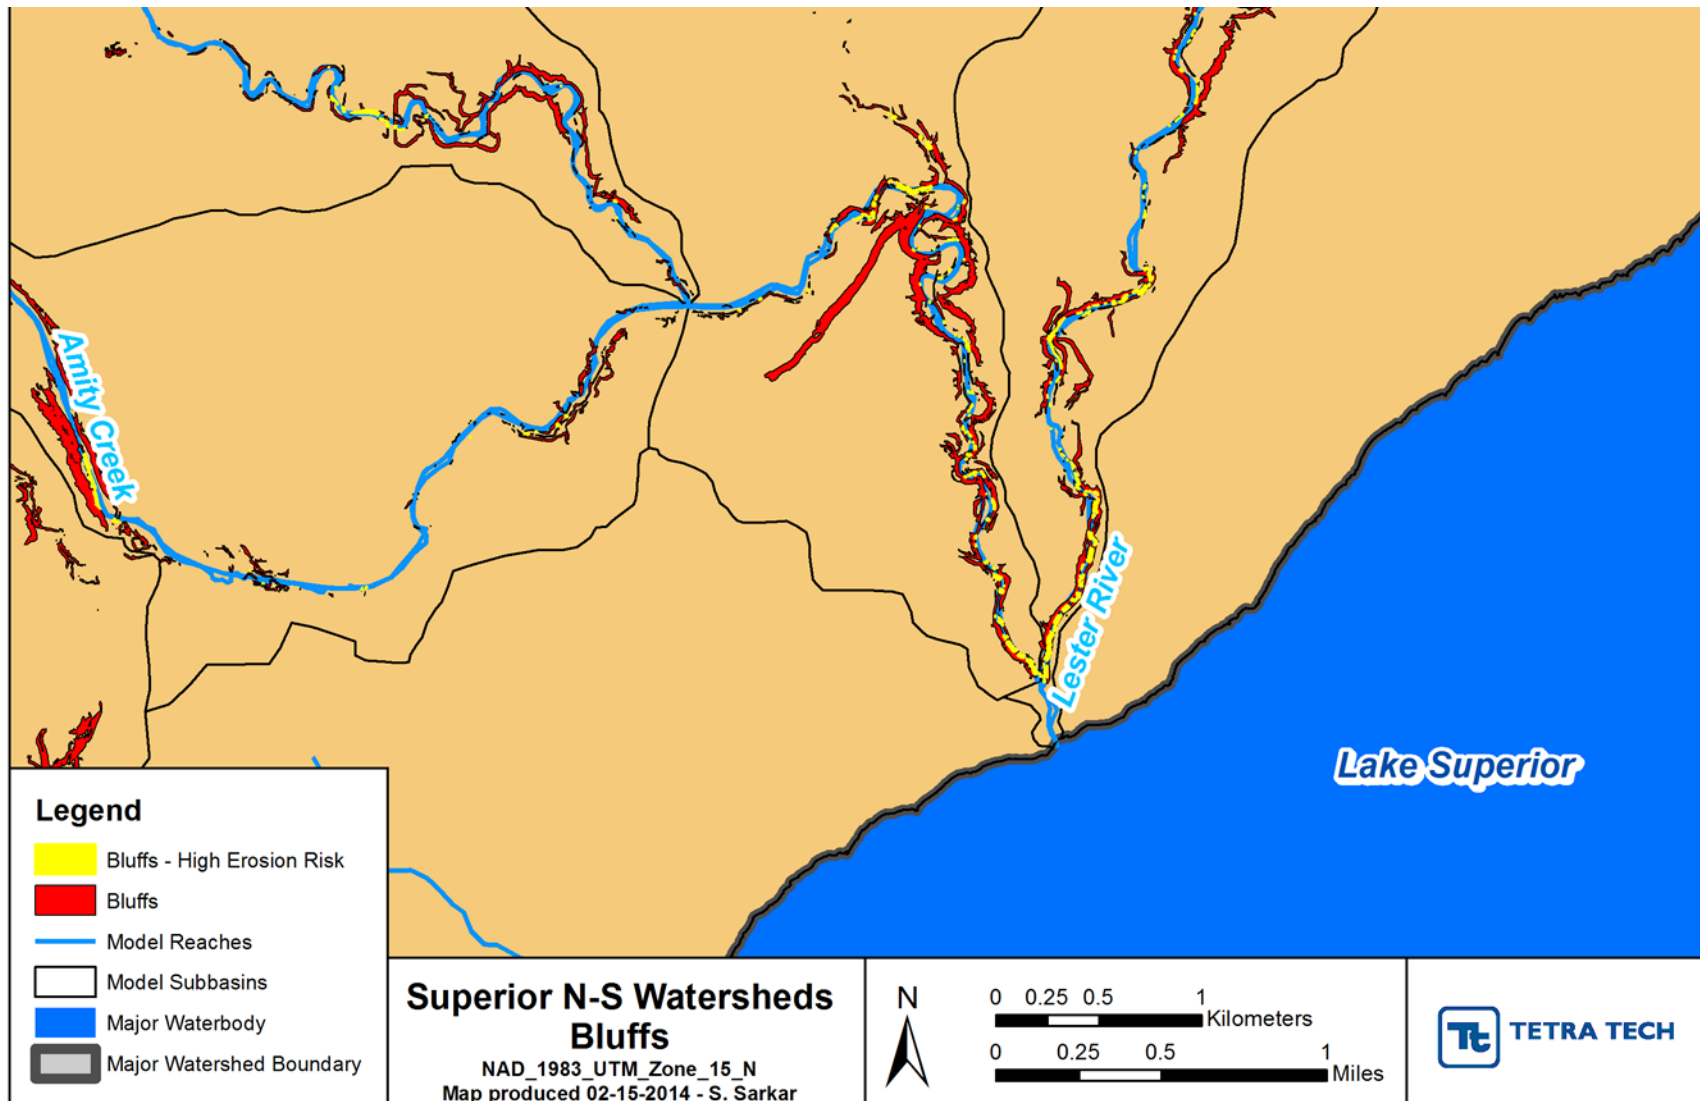 Amity Creek
Lester River
Lake Superior
Legend
Bluffs - High Erosion Risk
Bluffs
Model Reaches
Model Subbasins
Major Waterbody
Major Watershed Boundary
Superior N-S Watersheds
Bluffs
NAD_1983_UTM_Zone_15_N
Map produced 02-15-2014 - S. Sarkar
N
0 0.25 0.5 1
Kilometers
0 0.25 0.5 1
Miles
Tt TETRA TECH